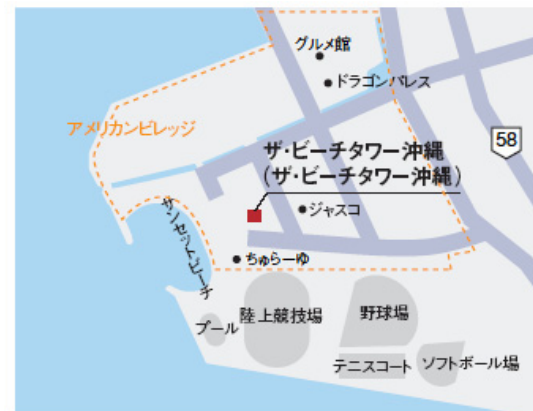 グルメ館
ドラゴンパレス
アメリカンビレッジ
58
ザ・ビーチタワー沖縄
(ザ・ビーチタワー沖縄)
ジャスコ
サンセットビーチ
ちゅらーゆ
陸上競技場
野球場
プール
テニスコート
ソフトボール場